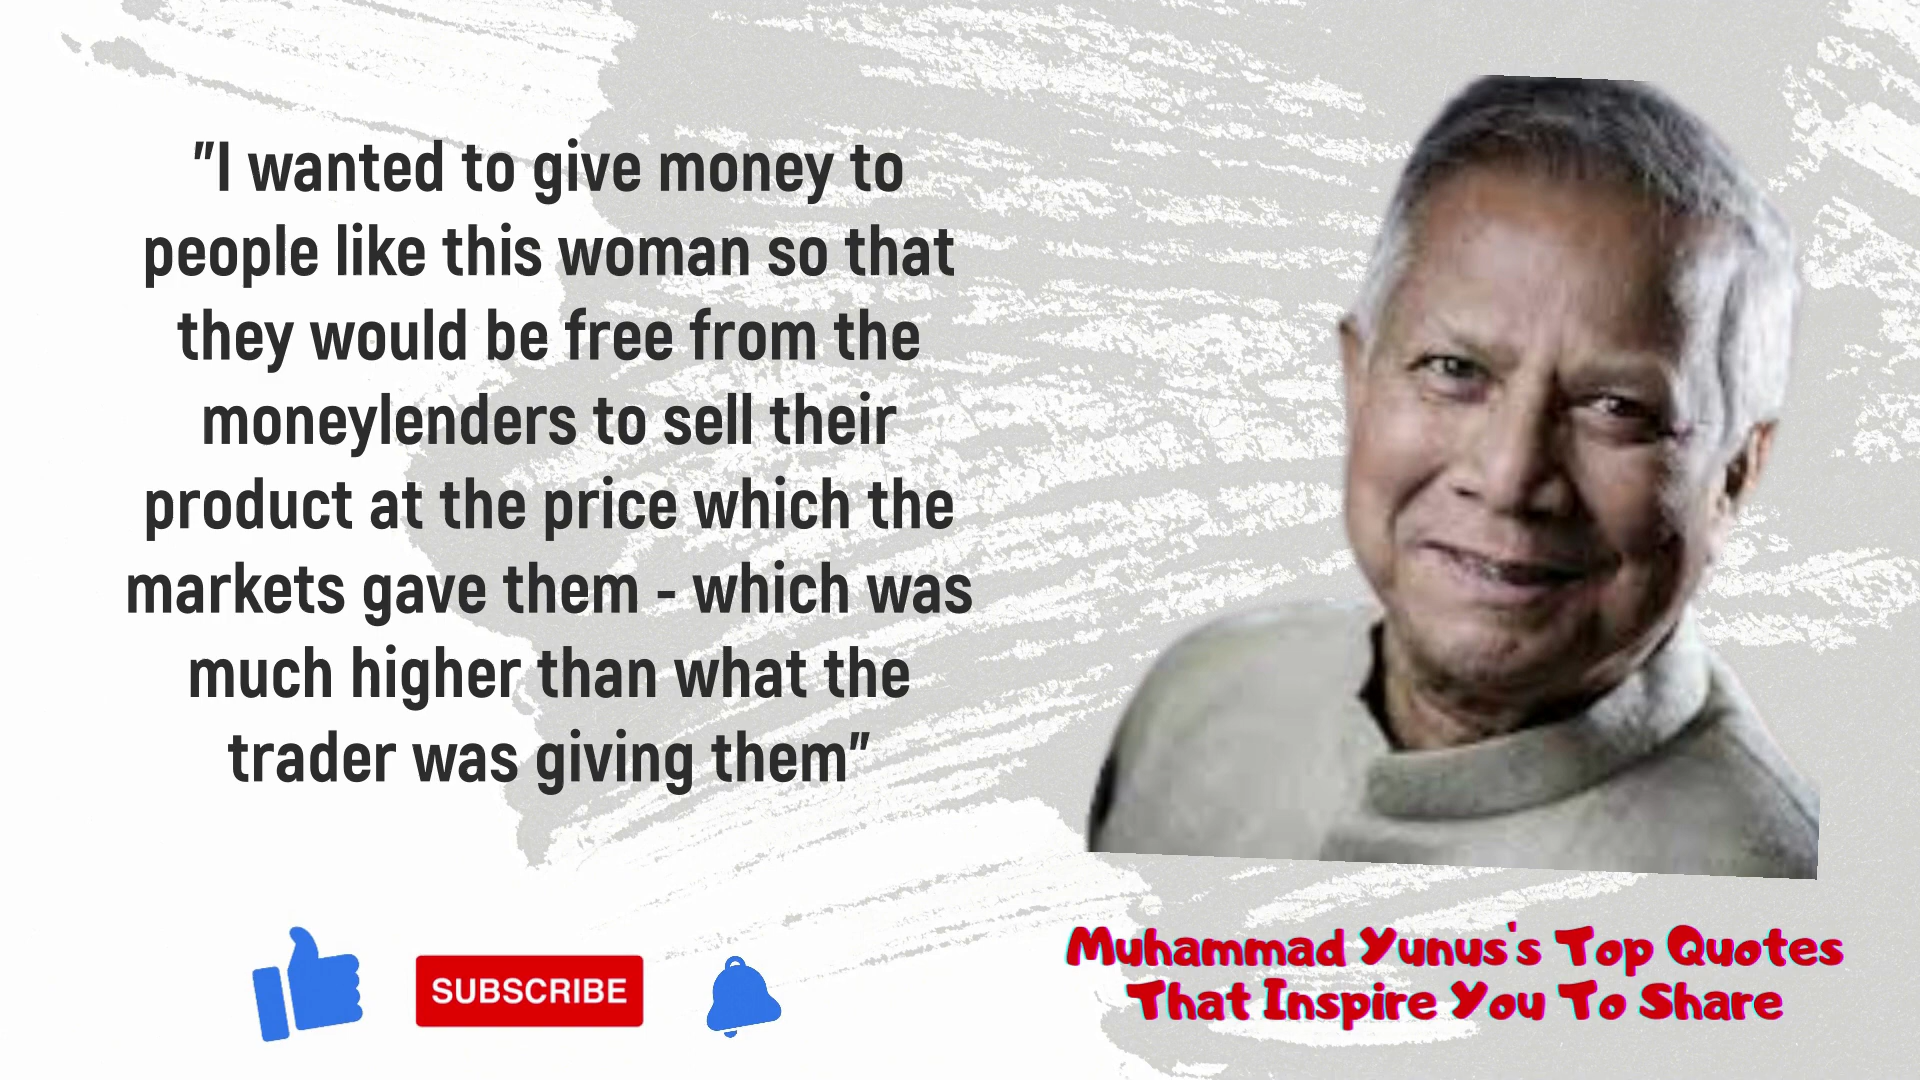 "I wanted to give money to
people like this woman so that
they would be free from the
moneylenders to sell their
product at the price which the
markets gave them - which was
much higher than what the
trader was giving them"
SUBSCRIBE
Muhammad Yunus's Top Quotes
That Inspire You To Share